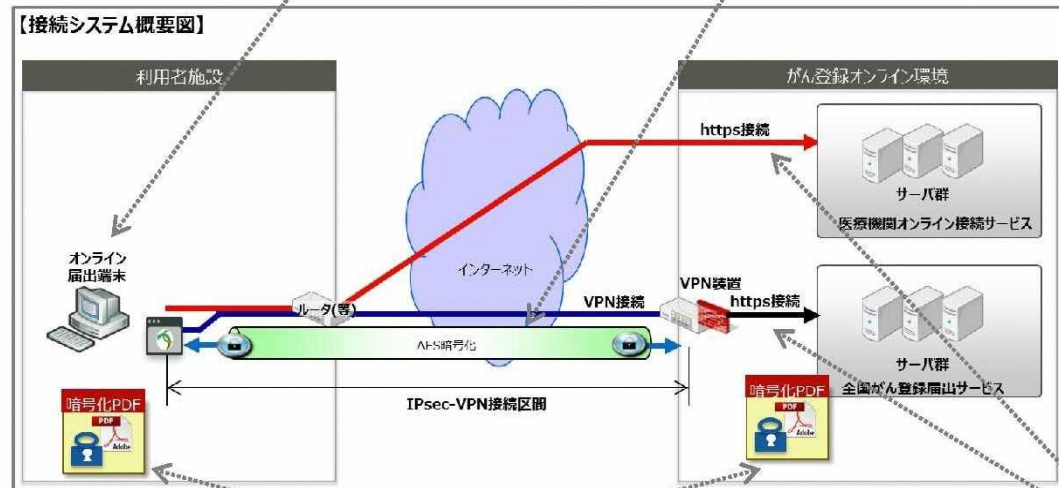 【接続システム概要図】
利用者施設
がん登録オンライン環境
https接続
サーバ群
医療機関オンライン接続サービス
オンライン
届出端末
インターネット
ルータ(等)
VPN接続
VPN装置
https接続
AES暗号化
サーバ群
全国がん登録届出サービス
IPsec-VPN接続区間
暗号化PDF
PDF
Adobe
暗号化PDF
PDF
Adobe